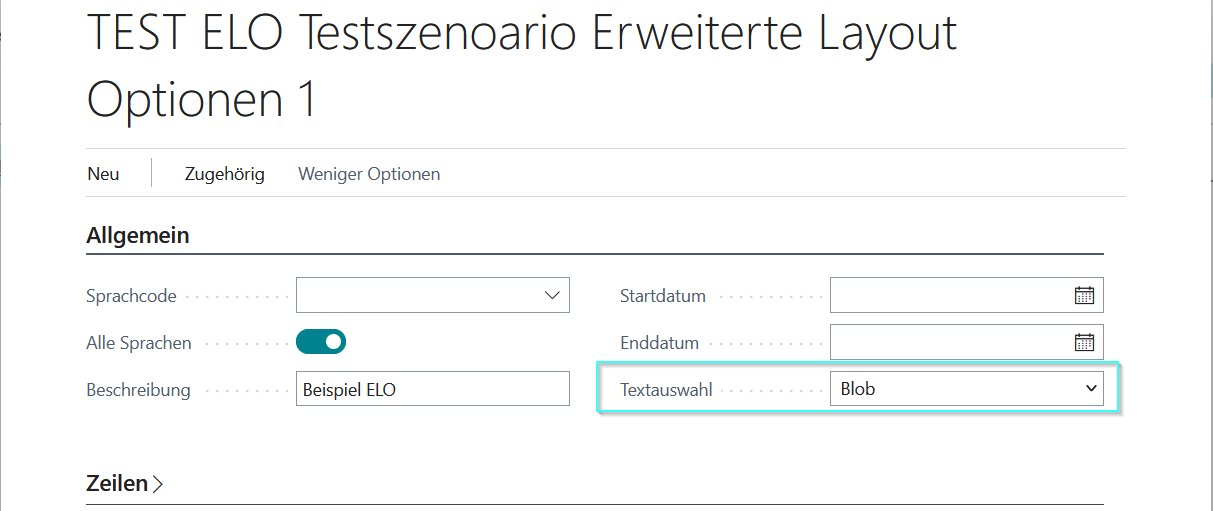 TEST ELO Testszenoario Erweiterte Layout
Optionen 1
Neu Zugehörig Weniger Optionen
Allgemein
Sprachcode
Startdatum
Alle Sprachen
Enddatum
Beschreibung Beispiel ELO
Textauswahl Blob
Zeilen